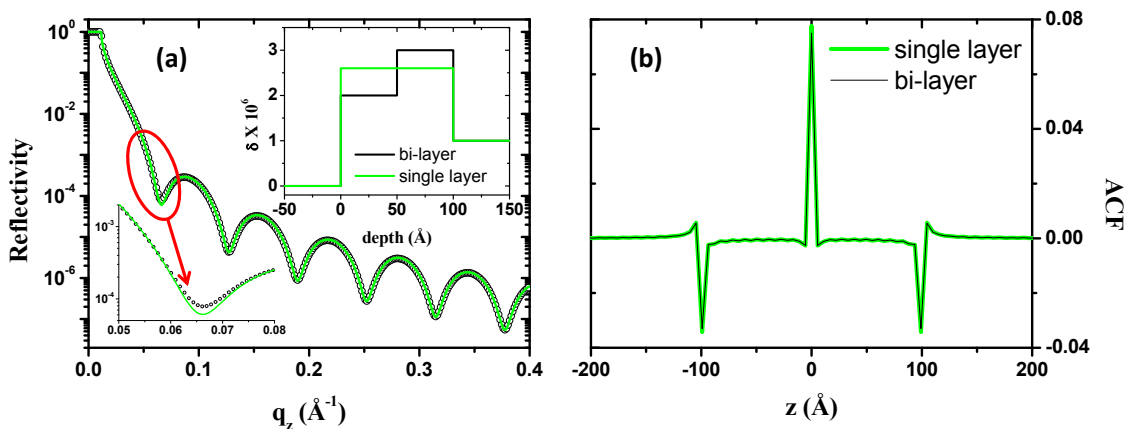 (a)
Reflectivity
10^0
10^-2
10^-4
10^-6
0.0 0.1 0.2 0.3 0.4
q_z (Å^-1)
δ X 10^6
3
2
1
0
-50 0 50 100 150
depth (Å)
bi-layer
single layer
10^-3
10^-4
0.05 0.06 0.07 0.08
(b)
single layer
bi-layer
0.08
0.04
0.00
-0.04
ACF
-200 -100 0 100 200
z (Å)